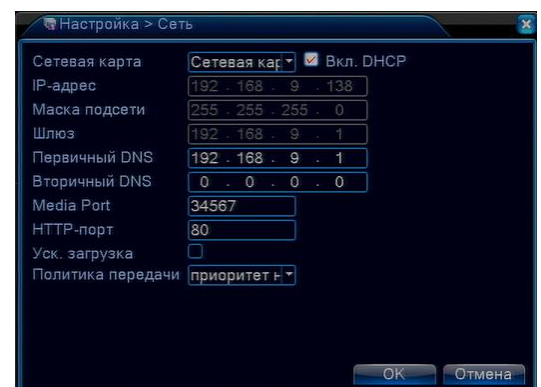 Настройка > Сеть
Сетевая карта Сетевая кар Вкл. DHCP
IP-адрес 192 . 168 . 9 . 138
Маска подсети 255 . 255 . 255 . 0
Шлюз 192 . 168 . 9 . 1
Первичный DNS 192 . 168 . 9 . 1
Вторичный DNS 0 . 0 . 0 . 0
Media Port 34567
HTTP-порт 80
Уск. загрузка
Политика передачи приоритет н
OK Отмена